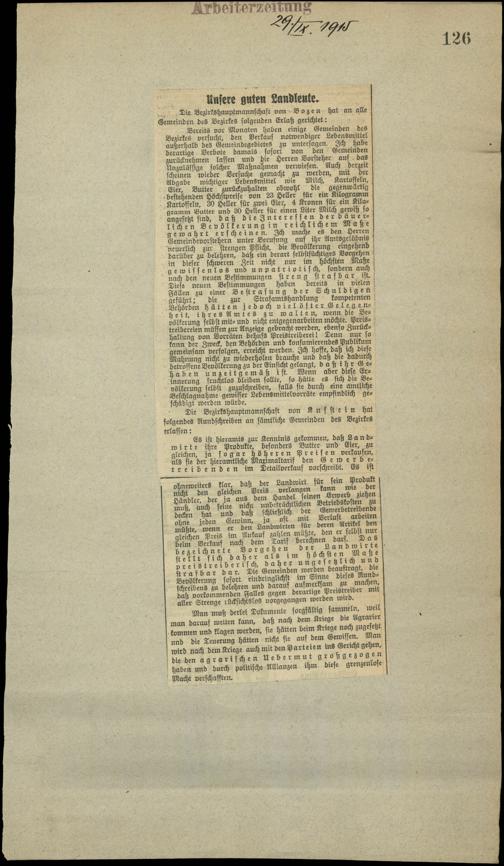 Arbeiterzeitung
29./IX. 1915
126
Unsere guten Landleute.
Die Bezirkshauptmannschaft von Bozen hat an alle
Gemeinden des Bezirkes folgenden Erlaß gerichtet:
Bereits vor Monaten haben einige Gemeinden des
Bezirkes versucht, den Verkauf notwendiger Lebensmittel
außerhalb des Gemeindegebietes zu untersagen. Ich habe
derartige Verbote damals sofort von den Gemeinden
zurücknehmen lassen und die Herren Vorsteher auf das
Unzulässige solcher Maßnahmen verwiesen. Auch derzeit
scheinen wieder Versuche gemacht zu werden, mit der
Abgabe wichtiger Lebensmittel wie Milch, Kartoffeln,
Eier, Butter zurückzuhalten obwohl die gegenwärtig
bestehenden Höchstpreise von 23 Heller für ein Kilogramm
Kartoffeln, 20 Heller für zwei Eier, 4 Kronen für ein Kilo-
gramm Butter und 30 Heller für einen Liter Milch gewiß so
angesetzt sind, daß die Interessen der bäuer-
lichen Bevölkerung in reichlichem Maße
gewahrt erscheinen. Ich mache es den Herren
Gemeindevorstehern unter Berufung auf ihr Amtsgelöbnis
neuerlich zur strengen Pflicht, die Bevölkerung eingehend
darüber zu belehren, daß ein derart selbstsüchtiges Vorgehen
in dieser schweren Zeit nicht nur im höchsten Maße
gewissenlos und unpatriotisch, sondern auch
nach den neuen Bestimmungen streng strafbar ist.
Diese neuen Bestimmungen haben bereits in vielen
Fällen zu einer Bestrafung der Schuldigen
geführt; die zur Strafamtshandlung kompetenten
Behörden hätten jedoch viel öfter Gelegen-
heit, ihres Amtes zu walten, wenn die Be-
völkerung selbst mit- und nicht entgegenarbeiten möchte. Preis-
treibereien müssen zur Anzeige gebracht werden, ebenso Zurück-
haltung von Vorräten behufs Preistreiberei! Denn nur so
kann der Zweck, den Behörden und konsumierendes Publikum
gemeinsam verfolgen, erreicht werden. Ich hoffe, daß ich diese
Mahnung nicht zu wiederholen brauche und daß die dadurch
betroffene Bevölkerung zu der Einsicht gelangt, daß ihr Ge-
haben unzeitgemäß ist. Wenn aber diese Er-
innerung fruchtlos bleiben sollte, so hätte es sich die Be-
völkerung selbst zuzuschreiben, falls sie durch eine amtliche
Beschlagnahme gewisser Lebensmittelvorräte empfindlich ge-
schädigt werden würde.
Die Bezirkshauptmannschaft von Kufstein hat
folgendes Rundschreiben an sämtliche Gemeinden des Bezirkes
erlassen:
Es ist hieramts zur Kenntnis gekommen, daß Land-
wirte ihre Produkte, besonders Butter und Eier, zu
gleichen, ja sogar höheren Preisen verkaufen,
als sie der hieramtliche Maximaltarif den Gewerbe-
treibenden im Detailverkauf vorschreibt. Es ist
ohneweiters klar, daß der Landwirt für sein Produkt
nicht den gleichen Preis verlangen kann wie der
Händler, der ja aus dem Handel seinen Erwerb ziehen
muß, auch seine nicht unbeträchtlichen Betriebskosten zu
decken hat und daß schließlich der Gewerbetreibende
ohne jeden Gewinn, ja oft mit Verlust arbeiten
müßte, wenn er den Landwirten für deren Artikel den
gleichen Preis im Ankauf zahlen müßte, den er selbst nur
beim Verkauf nach dem Tarif berechnen darf. Das
bezeichnete Vorgehen der Landwirte
stellt sich daher als im höchsten Maße
preistreiberisch, daher ungesetzlich und
strafbar dar. Die Gemeinden werden beauftragt, die
Bevölkerung sofort eindringlichst im Sinne dieses Rund-
schreibens zu belehren und darauf aufmerksam zu machen,
daß vorkommenden Falles gegen derartige Preistreiber mit
aller Strenge rücksichtslos vorgegangen werden wird.
Man muß derlei Dokumente sorgfältig sammeln, weil
man darauf wetten kann, daß nach dem Kriege die Agrarier
kommen und klagen werden, sie hätten beim Kriege noch zugesetzt
und die Teuerung hätten nicht sie auf dem Gewissen. Man
wird nach dem Kriege auch mit den Parteien ins Gericht gehen,
die den agrarischen Uebermut großgezogen
haben und durch politische Allianzen ihm diese grenzenlose
Macht verschafften.